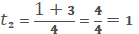 t₂ = (1 + 3)/4 = 4/4 = 1